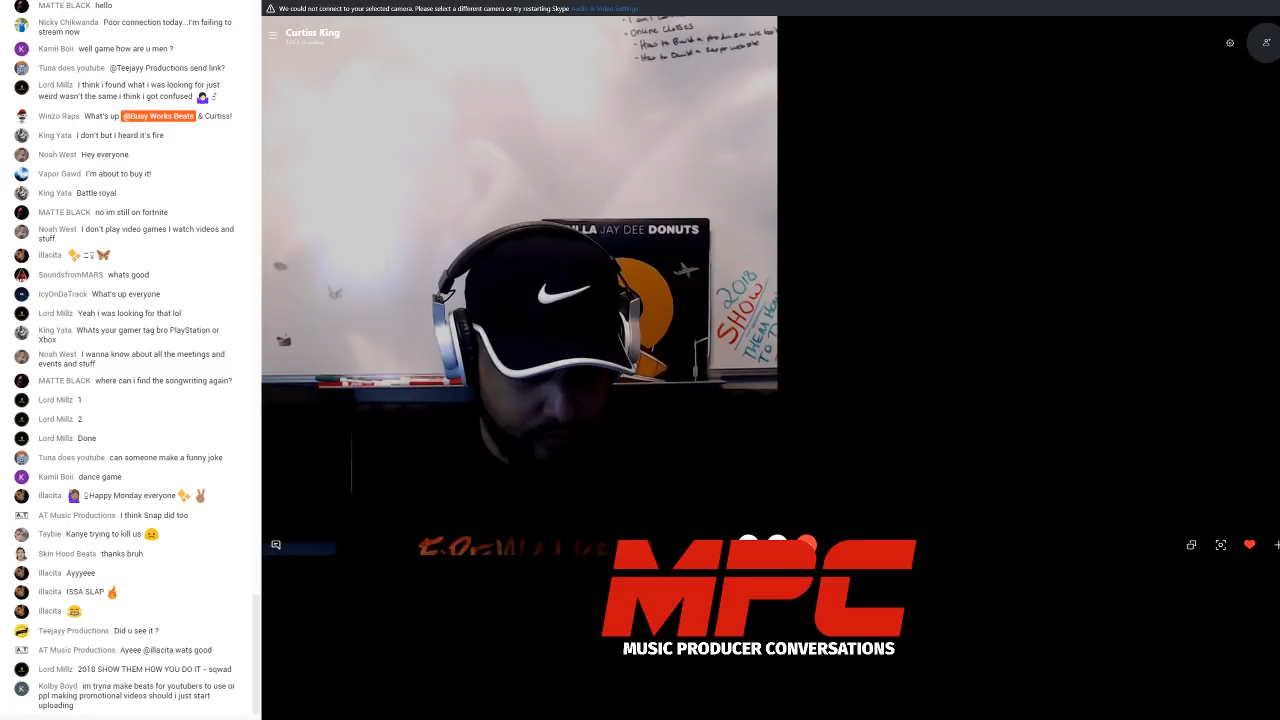 MATTE BLACK hello
Nicky Chikwanda Poor connection today...I'm failing to
stream now
Kamii Boii well game how are u men ?
Tuna does youtube @Teejayy Productions send link?
Lord Millz I think i found what i was looking for just
weird wasn't the same i think i got confused
Winzo Raps What's up @Busy Works Beats & Curtiss!
King Yata I don't but I heard it's fire
Noah West Hey everyone.
Vapor Gawd I'm about to buy it!
King Yata Battle royal
MATTE BLACK no im still on fortnite
Noah West I don't play video games I watch videos and
stuff.
illacita
SoundsfromMARS whats good
IcyOnDaTrack What's up everyone
Lord Millz Yeah i was looking for that lol
King Yata WhAts your gamer tag bro PlayStation or
Xbox
Noah West I wanna know about all the meetings and
events and stuff
MATTE BLACK where can i find the songwriting again?
Lord Millz 1
Lord Millz 2
Lord Millz Done
Tuna does youtube can someone make a funny joke
Kamii Boii dance game
illacita Happy Monday everyone
AT Music Productions I think Snap did too
Taybie Kanye trying to kill us
Skin Hood Beats thanks bruh
illacita Ayyyeee
illacita ISSA SLAP
illacita
Teejayy Productions Did u see it ?
AT Music Productions Ayeee @illacita wats good
Lord Millz 2018 SHOW THEM HOW YOU DO IT - sqwad
Kolby Boyd im tryna make beats for youtubers to use or
ppl making promotional videos should i just start
uploading
We could not connect to your selected camera. Please select a different camera or try restarting Skype Audio & Video Settings
Curtiss King
Online Classes
- How to Build a producer website
LLA JAY DEE DONUTS
2018
SHOW
THEM HOW
TO D
MPC
MUSIC PRODUCER CONVERSATIONS